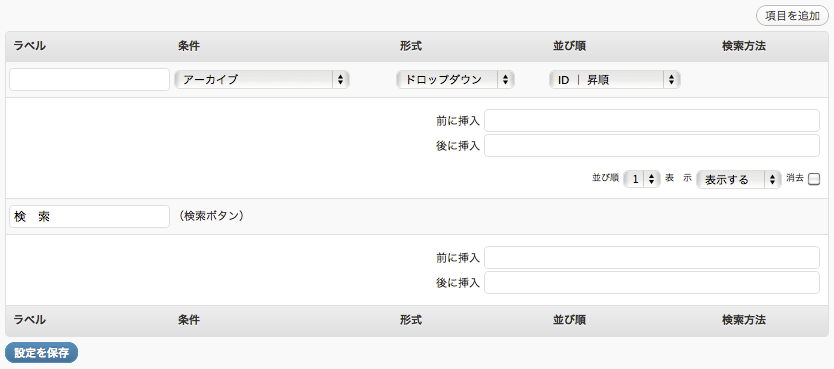 項目を追加
ラベル 条件 形式 並び順 検索方法
アーカイブ ドロップダウン ID | 昇順
前に挿入
後に挿入
並び順 1 表　示 表示する 消去
検　索 （検索ボタン）
前に挿入
後に挿入
ラベル 条件 形式 並び順 検索方法
設定を保存